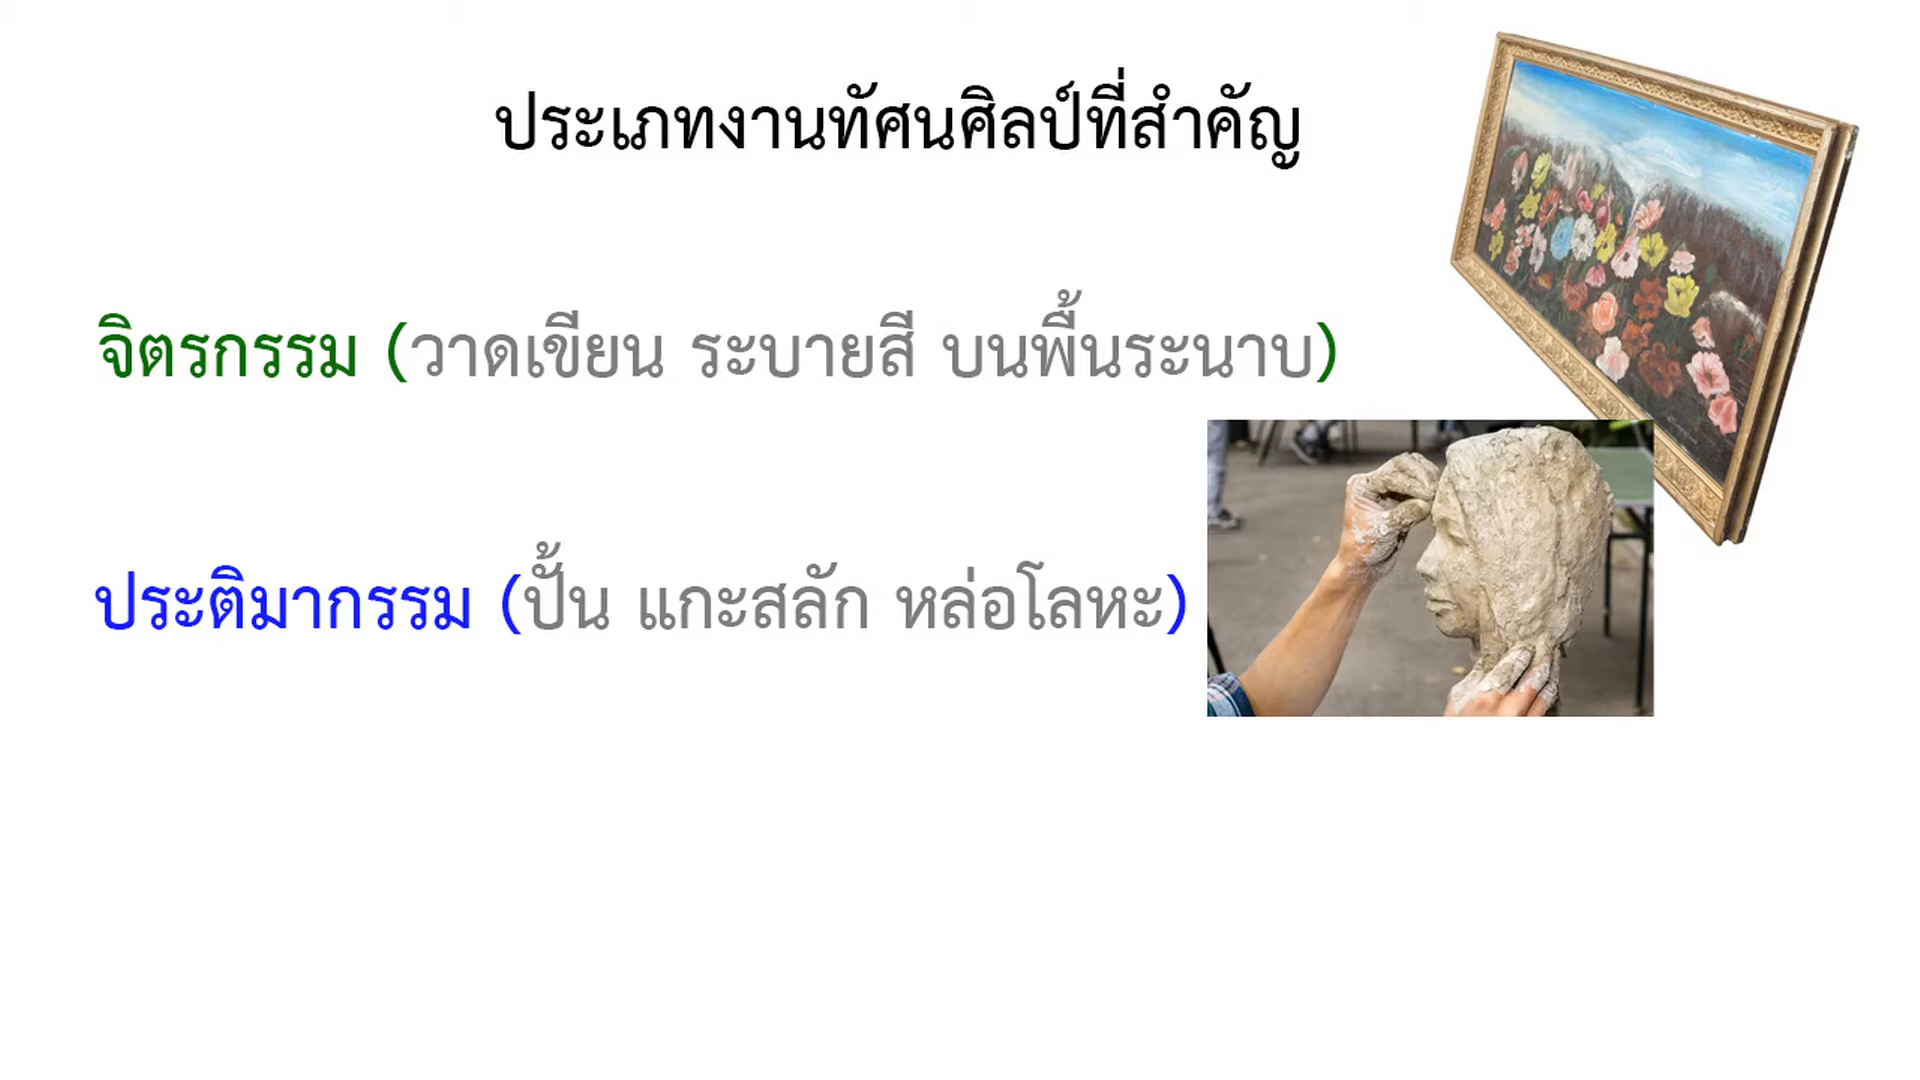 ประเภทงานทัศนศิลป์ที่สำคัญ
จิตรกรรม (วาดเขียน ระบายสี บนพื้นระนาบ)
ประติมากรรม (ปั้น แกะสลัก หล่อโลหะ)